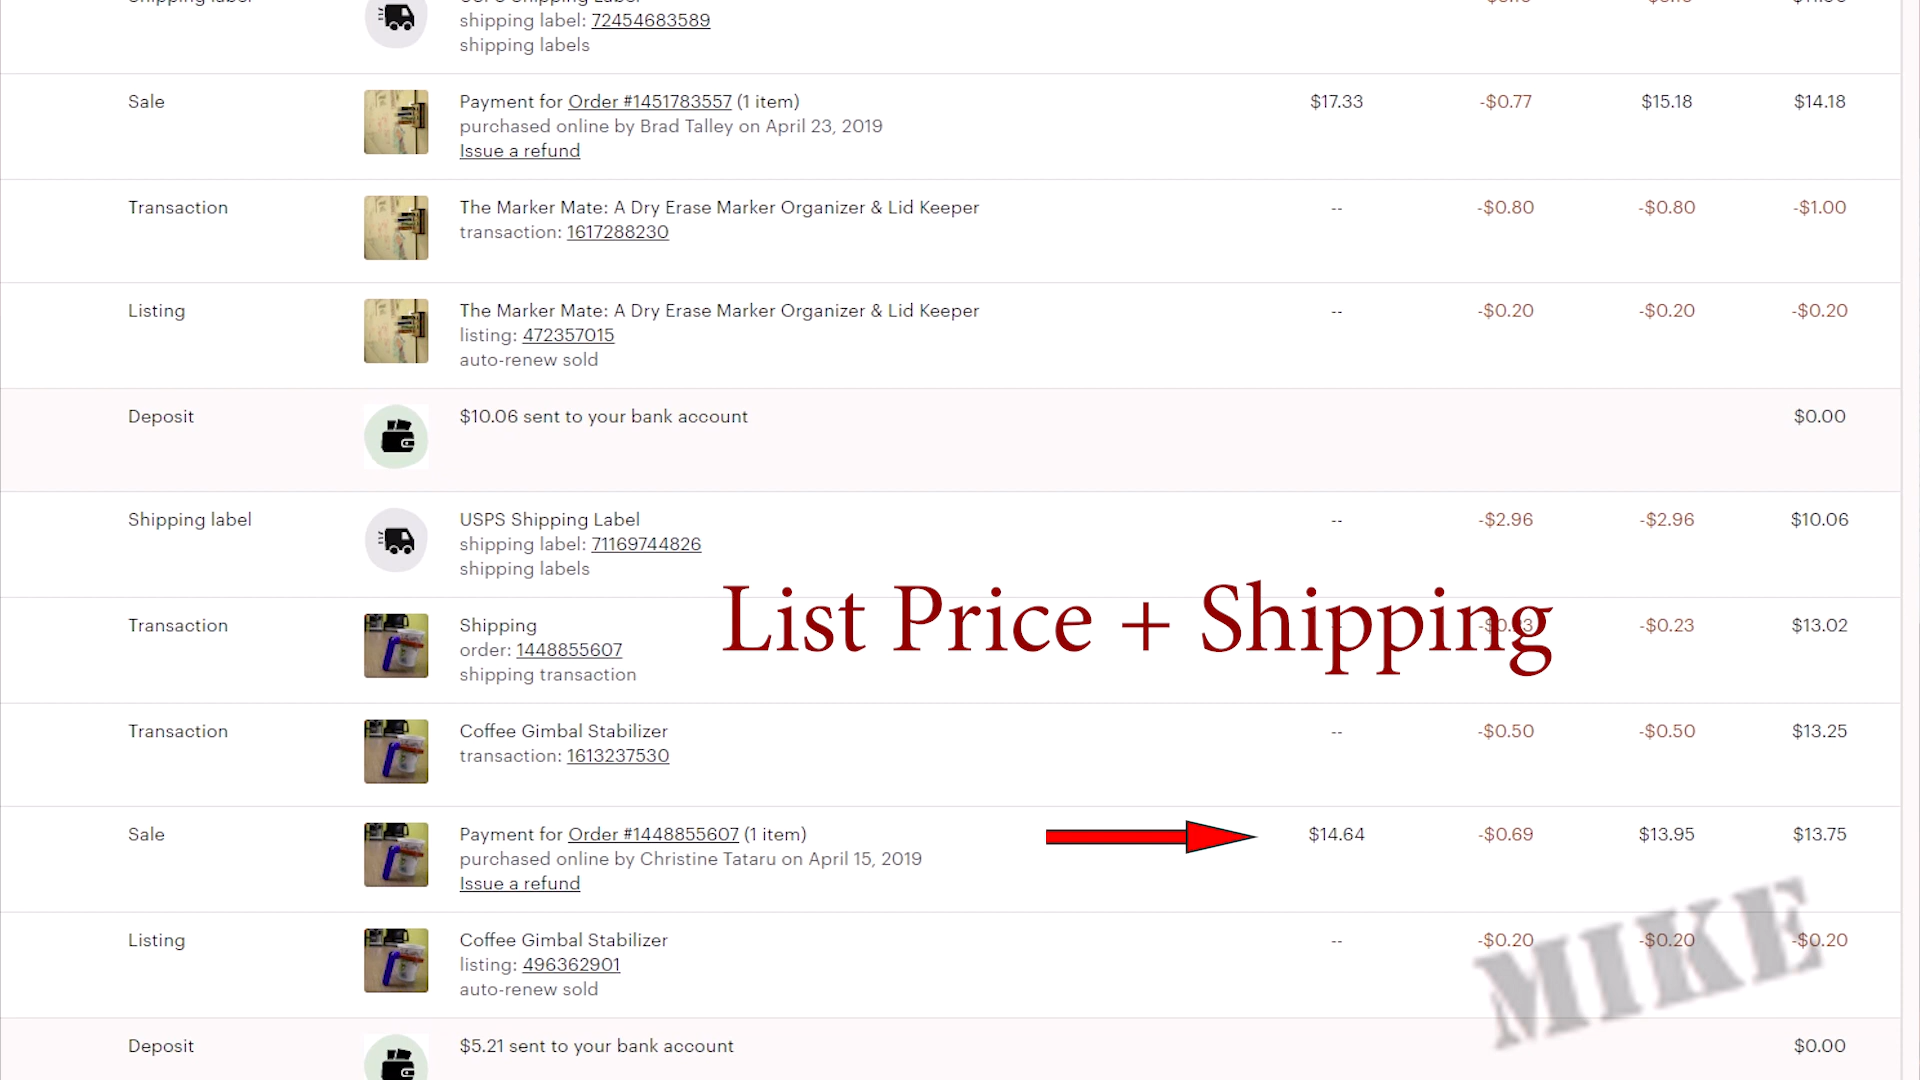 shipping label: 72454683589
shipping labels
Sale
Payment for Order #1451783557 (1 item) $17.33 -$0.77 $15.18 $14.18
purchased online by Brad Talley on April 23, 2019
Issue a refund
Transaction
The Marker Mate: A Dry Erase Marker Organizer & Lid Keeper -- -$0.80 -$0.80 -$1.00
transaction: 1617288230
Listing
The Marker Mate: A Dry Erase Marker Organizer & Lid Keeper -- -$0.20 -$0.20 -$0.20
listing: 472357015
auto-renew sold
Deposit
$10.06 sent to your bank account $0.00
Shipping label
USPS Shipping Label -- -$2.96 -$2.96 $10.06
shipping label: 71169744826
shipping labels
List Price + Shipping
Transaction
Shipping -$0.23 $13.02
order: 1448855607
shipping transaction
Transaction
Coffee Gimbal Stabilizer -- -$0.50 -$0.50 $13.25
transaction: 1613237530
Sale
Payment for Order #1448855607 (1 item) $14.64 -$0.69 $13.95 $13.75
purchased online by Christine Tataru on April 15, 2019
Issue a refund
Listing
Coffee Gimbal Stabilizer -- -$0.20 -$0.20 -$0.20
listing: 496362901
auto-renew sold
MIKE
Deposit
$5.21 sent to your bank account $0.00